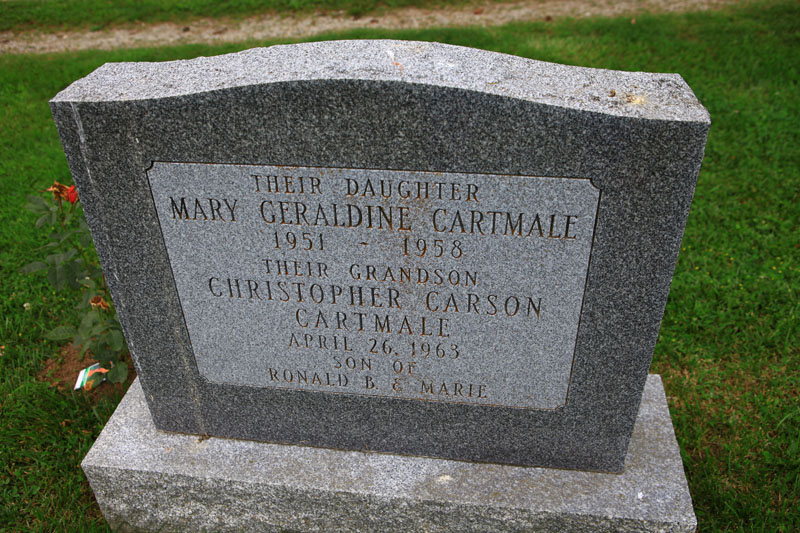 THEIR DAUGHTER
MARY GERALDINE CARTMALE
1951 - 1958
THEIR GRANDSON
CHRISTOPHER CARSON
CARTMALE
APRIL 26, 1963
SON OF
RONALD B. & MARIE